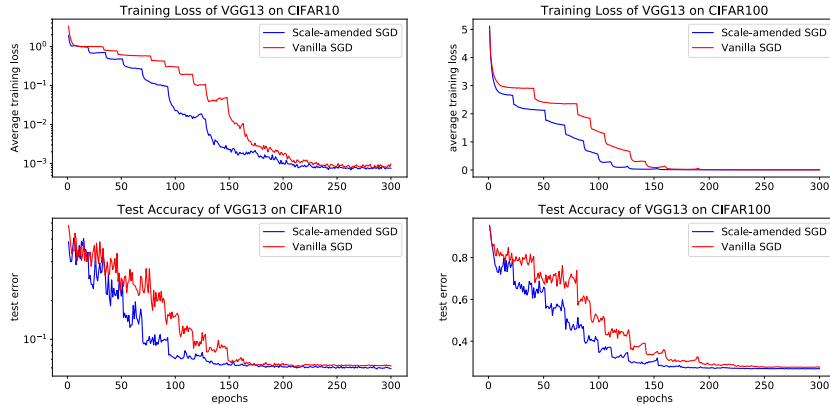 Training Loss of VGG13 on CIFAR10
Average training loss
10⁰
10⁻¹
10⁻²
10⁻³
Scale-amended SGD
Vanilla SGD
0 50 100 150 200 250 300
Training Loss of VGG13 on CIFAR100
average training loss
5
4
3
2
1
0
Scale-amended SGD
Vanilla SGD
0 50 100 150 200 250 300
Test Accuracy of VGG13 on CIFAR10
test error
10⁻¹
Scale-amended SGD
Vanilla SGD
0 50 100 150 200 250 300
epochs
Test Accuracy of VGG13 on CIFAR100
test error
0.8
0.6
0.4
Scale-amended SGD
Vanilla SGD
0 50 100 150 200 250 300
epochs